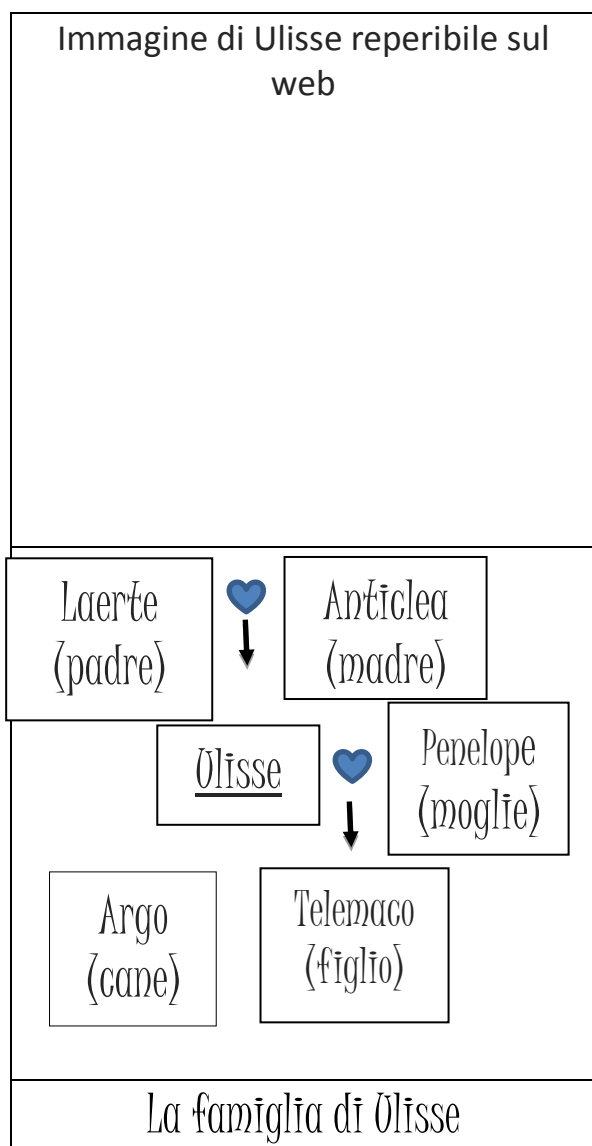 Immagine di Ulisse reperibile sul
web
Laerte
(padre)
Anticlea
(madre)
Ulisse
Penelope
(moglie)
Argo
(cane)
Telemaco
(figlio)
La famiglia di Ulisse